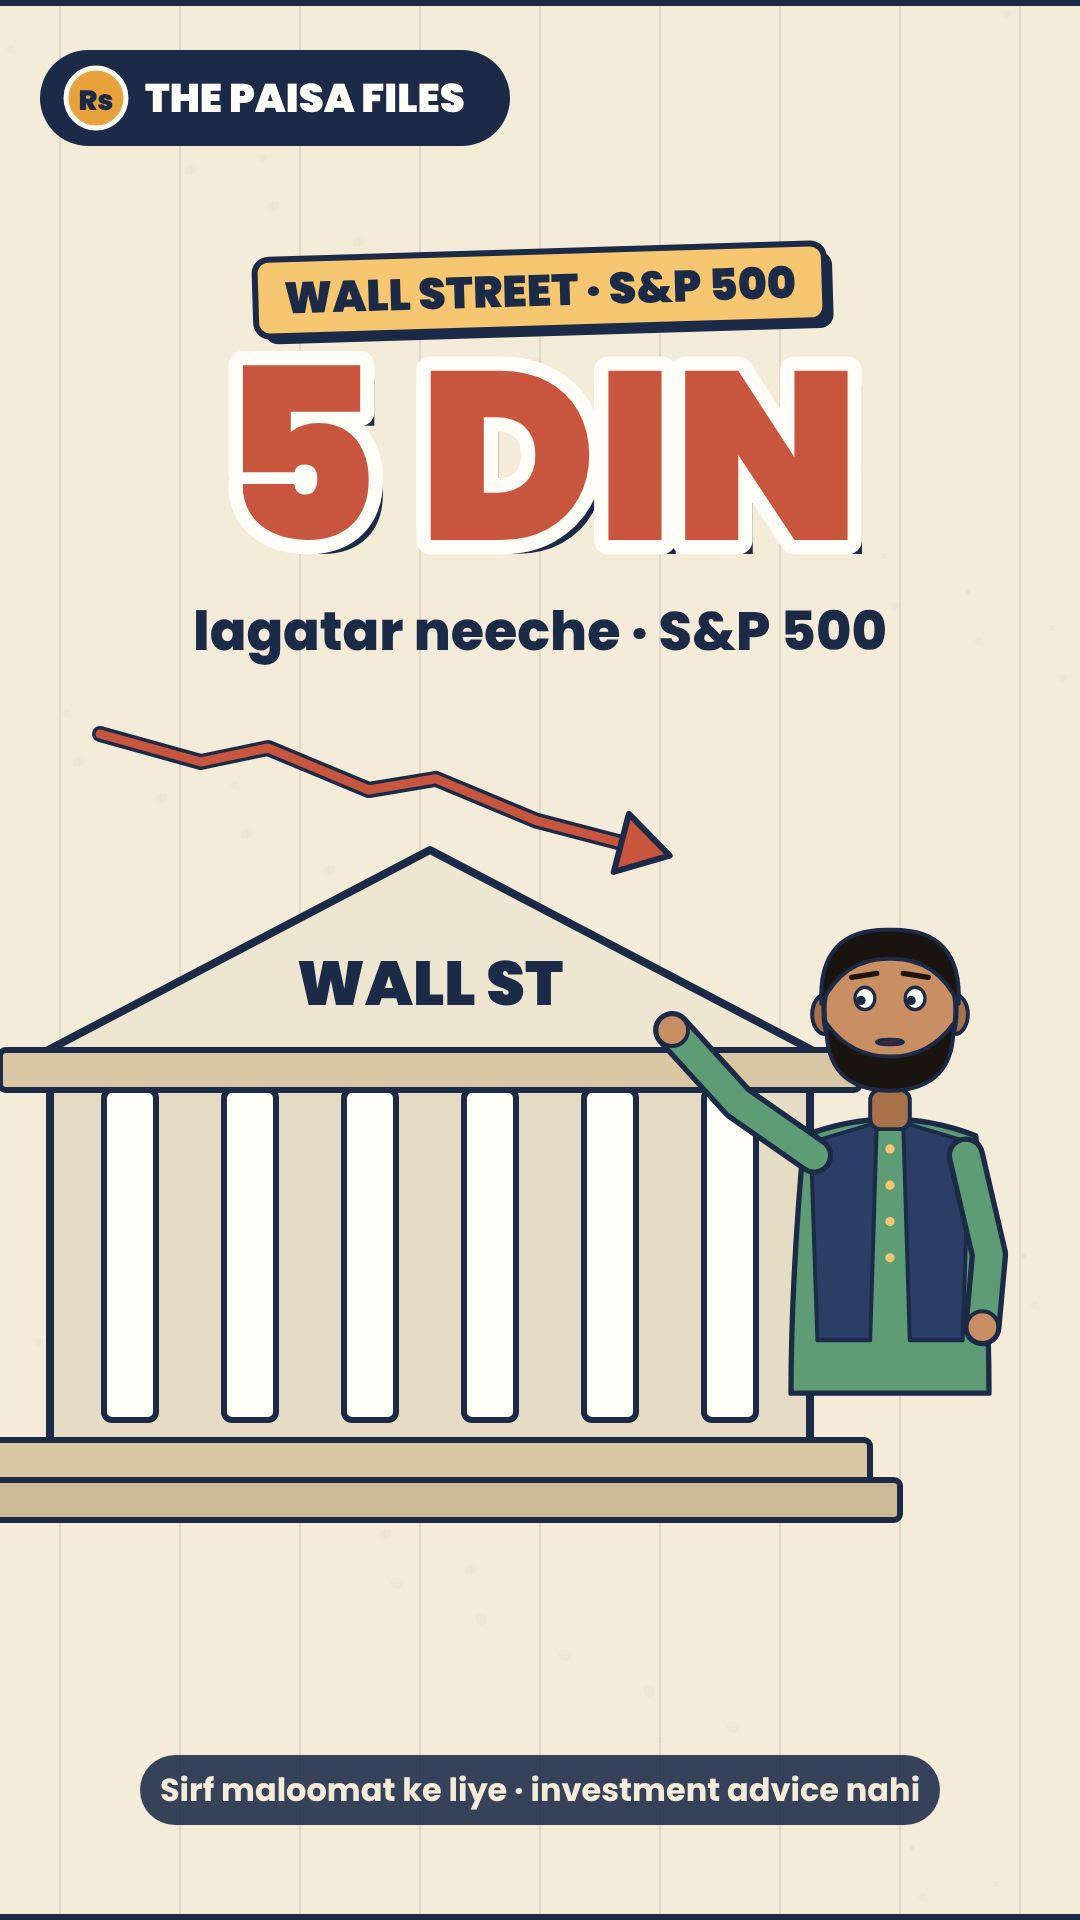 Rs THE PAISA FILES
WALL STREET · S&P 500
5 DIN
lagatar neeche · S&P 500
WALL ST
Sirf maloomat ke liye · investment advice nahi